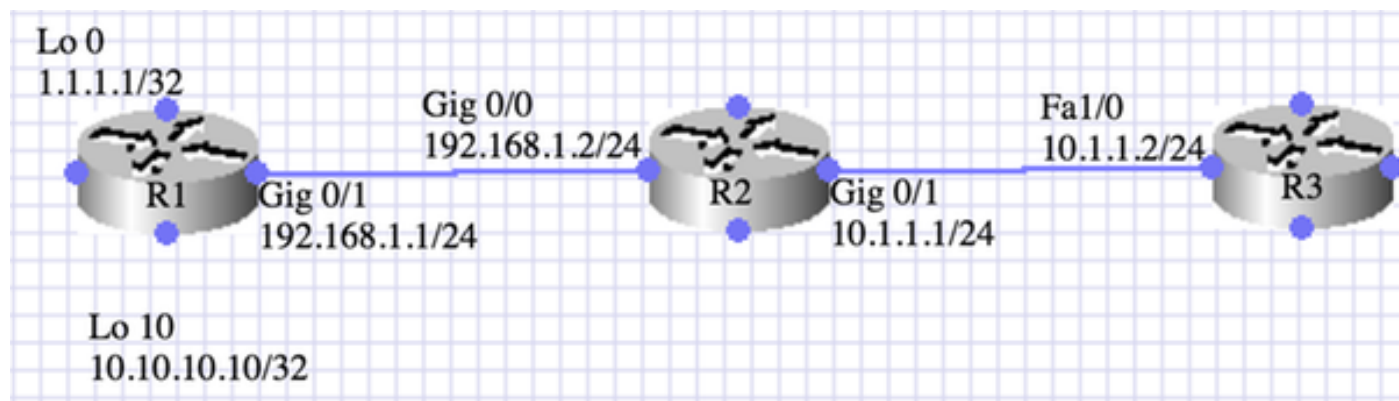 Lo 0
1.1.1.1/32
Gig 0/0
192.168.1.2/24
Fa1/0
10.1.1.2/24
R1
R2
R3
Gig 0/1
192.168.1.1/24
Gig 0/1
10.1.1.1/24
Lo 10
10.10.10.10/32